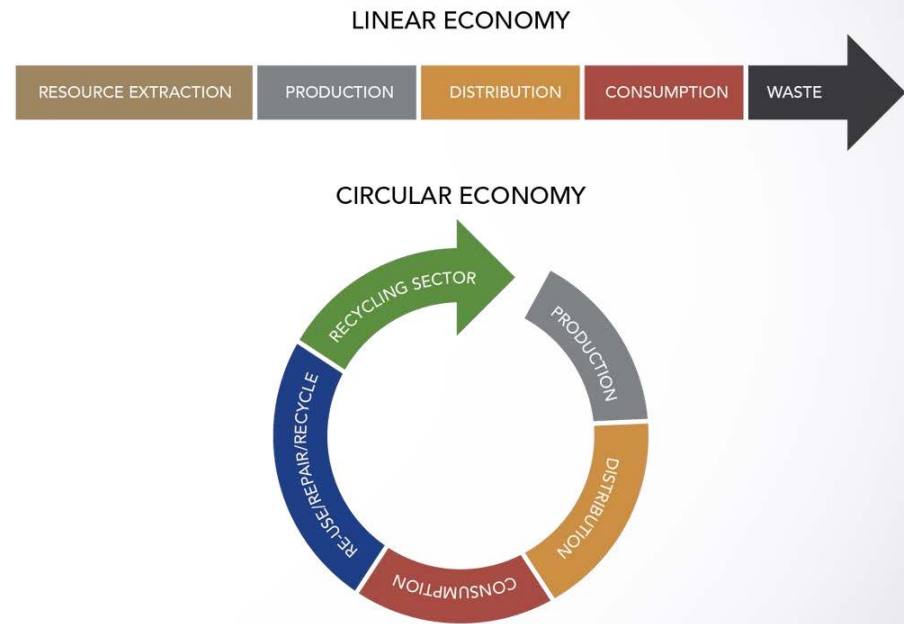 LINEAR ECONOMY
RESOURCE EXTRACTION
PRODUCTION
DISTRIBUTION
CONSUMPTION
WASTE
CIRCULAR ECONOMY
RECYCLING SECTOR
PRODUCTION
DISTRIBUTION
CONSUMPTION
RE-USE/REPAIR/RECYCLE